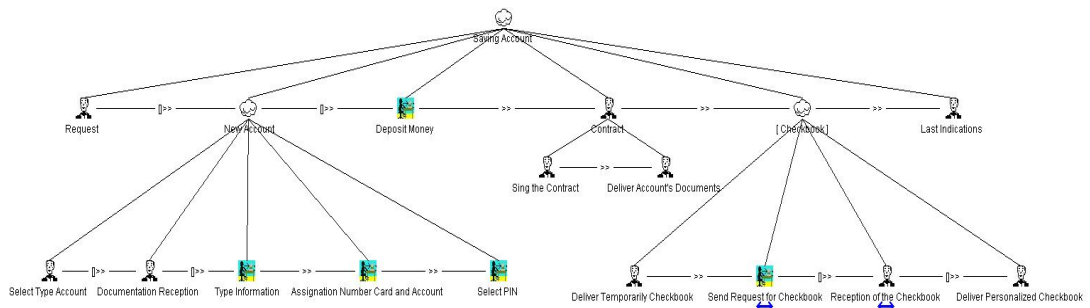 Saving Account
Request
[]>>
New Account
[]>>
Deposit Money
>>
Contract
>>
[ Checkbook ]
>>
Last Indications
Sing the Contract
>>
Deliver Account's Documents
Select Type Account
[]>>
Documentation Reception
[]>>
Type Information
>>
Assignation Number Card and Account
>>
Select PIN
Deliver Temporarily Checkbook
>>
Send Request for Checkbook
[]>>
Reception of the Checkbook
[]>>
Deliver Personalized Checkbook